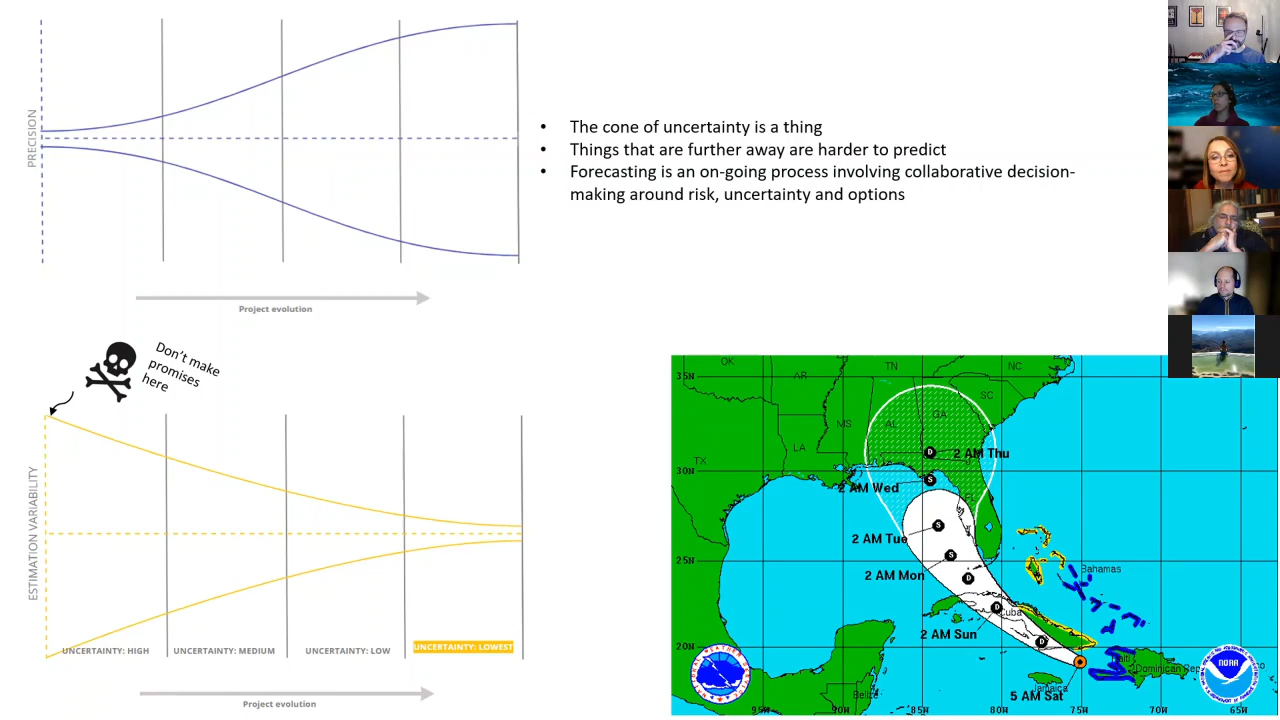 PRECISION
Project evolution
• The cone of uncertainty is a thing
• Things that are further away are harder to predict
• Forecasting is an on-going process involving collaborative decision-
making around risk, uncertainty and options
Don't make
promises
here
ESTIMATION VARIABILITY
UNCERTAINTY: HIGH
UNCERTAINTY: MEDIUM
UNCERTAINTY: LOW
UNCERTAINTY: LOWEST
Project evolution
OK
AR
TN
NC
35N
SC
MS
AL
GA
LA
TX
D
2 AM Thu
30N
S
2 AM Wed
FL
S
2 AM Tue
25N
S
2 AM Mon
D
Bahamas
D
Cuba
2 AM Sun
D
20N
Haiti
Dominican Rep
NOAA
Jamaica
5 AM Sat
Belize
95W
90W
85W
80W
75W
70W
65W